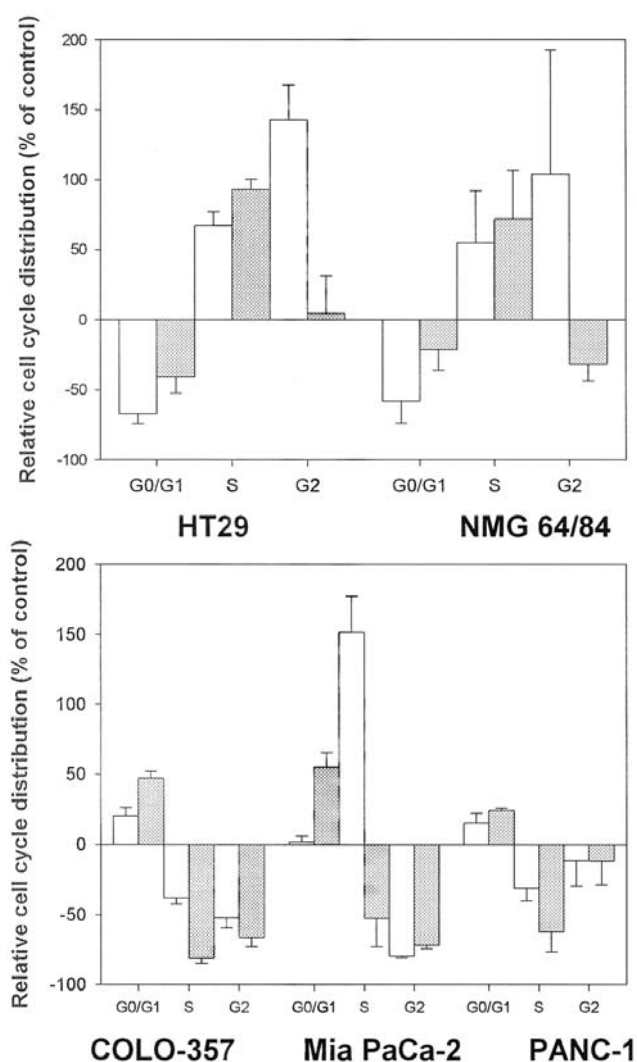 Relative cell cycle distribution (% of control)
200
150
100
50
0
-50
-100
G0/G1 S G2 G0/G1 S G2
HT29 NMG 64/84
Relative cell cycle distribution (% of control)
200
150
100
50
0
-50
-100
G0/G1 S G2 G0/G1 S G2 G0/G1 S G2
COLO-357 Mia PaCa-2 PANC-1